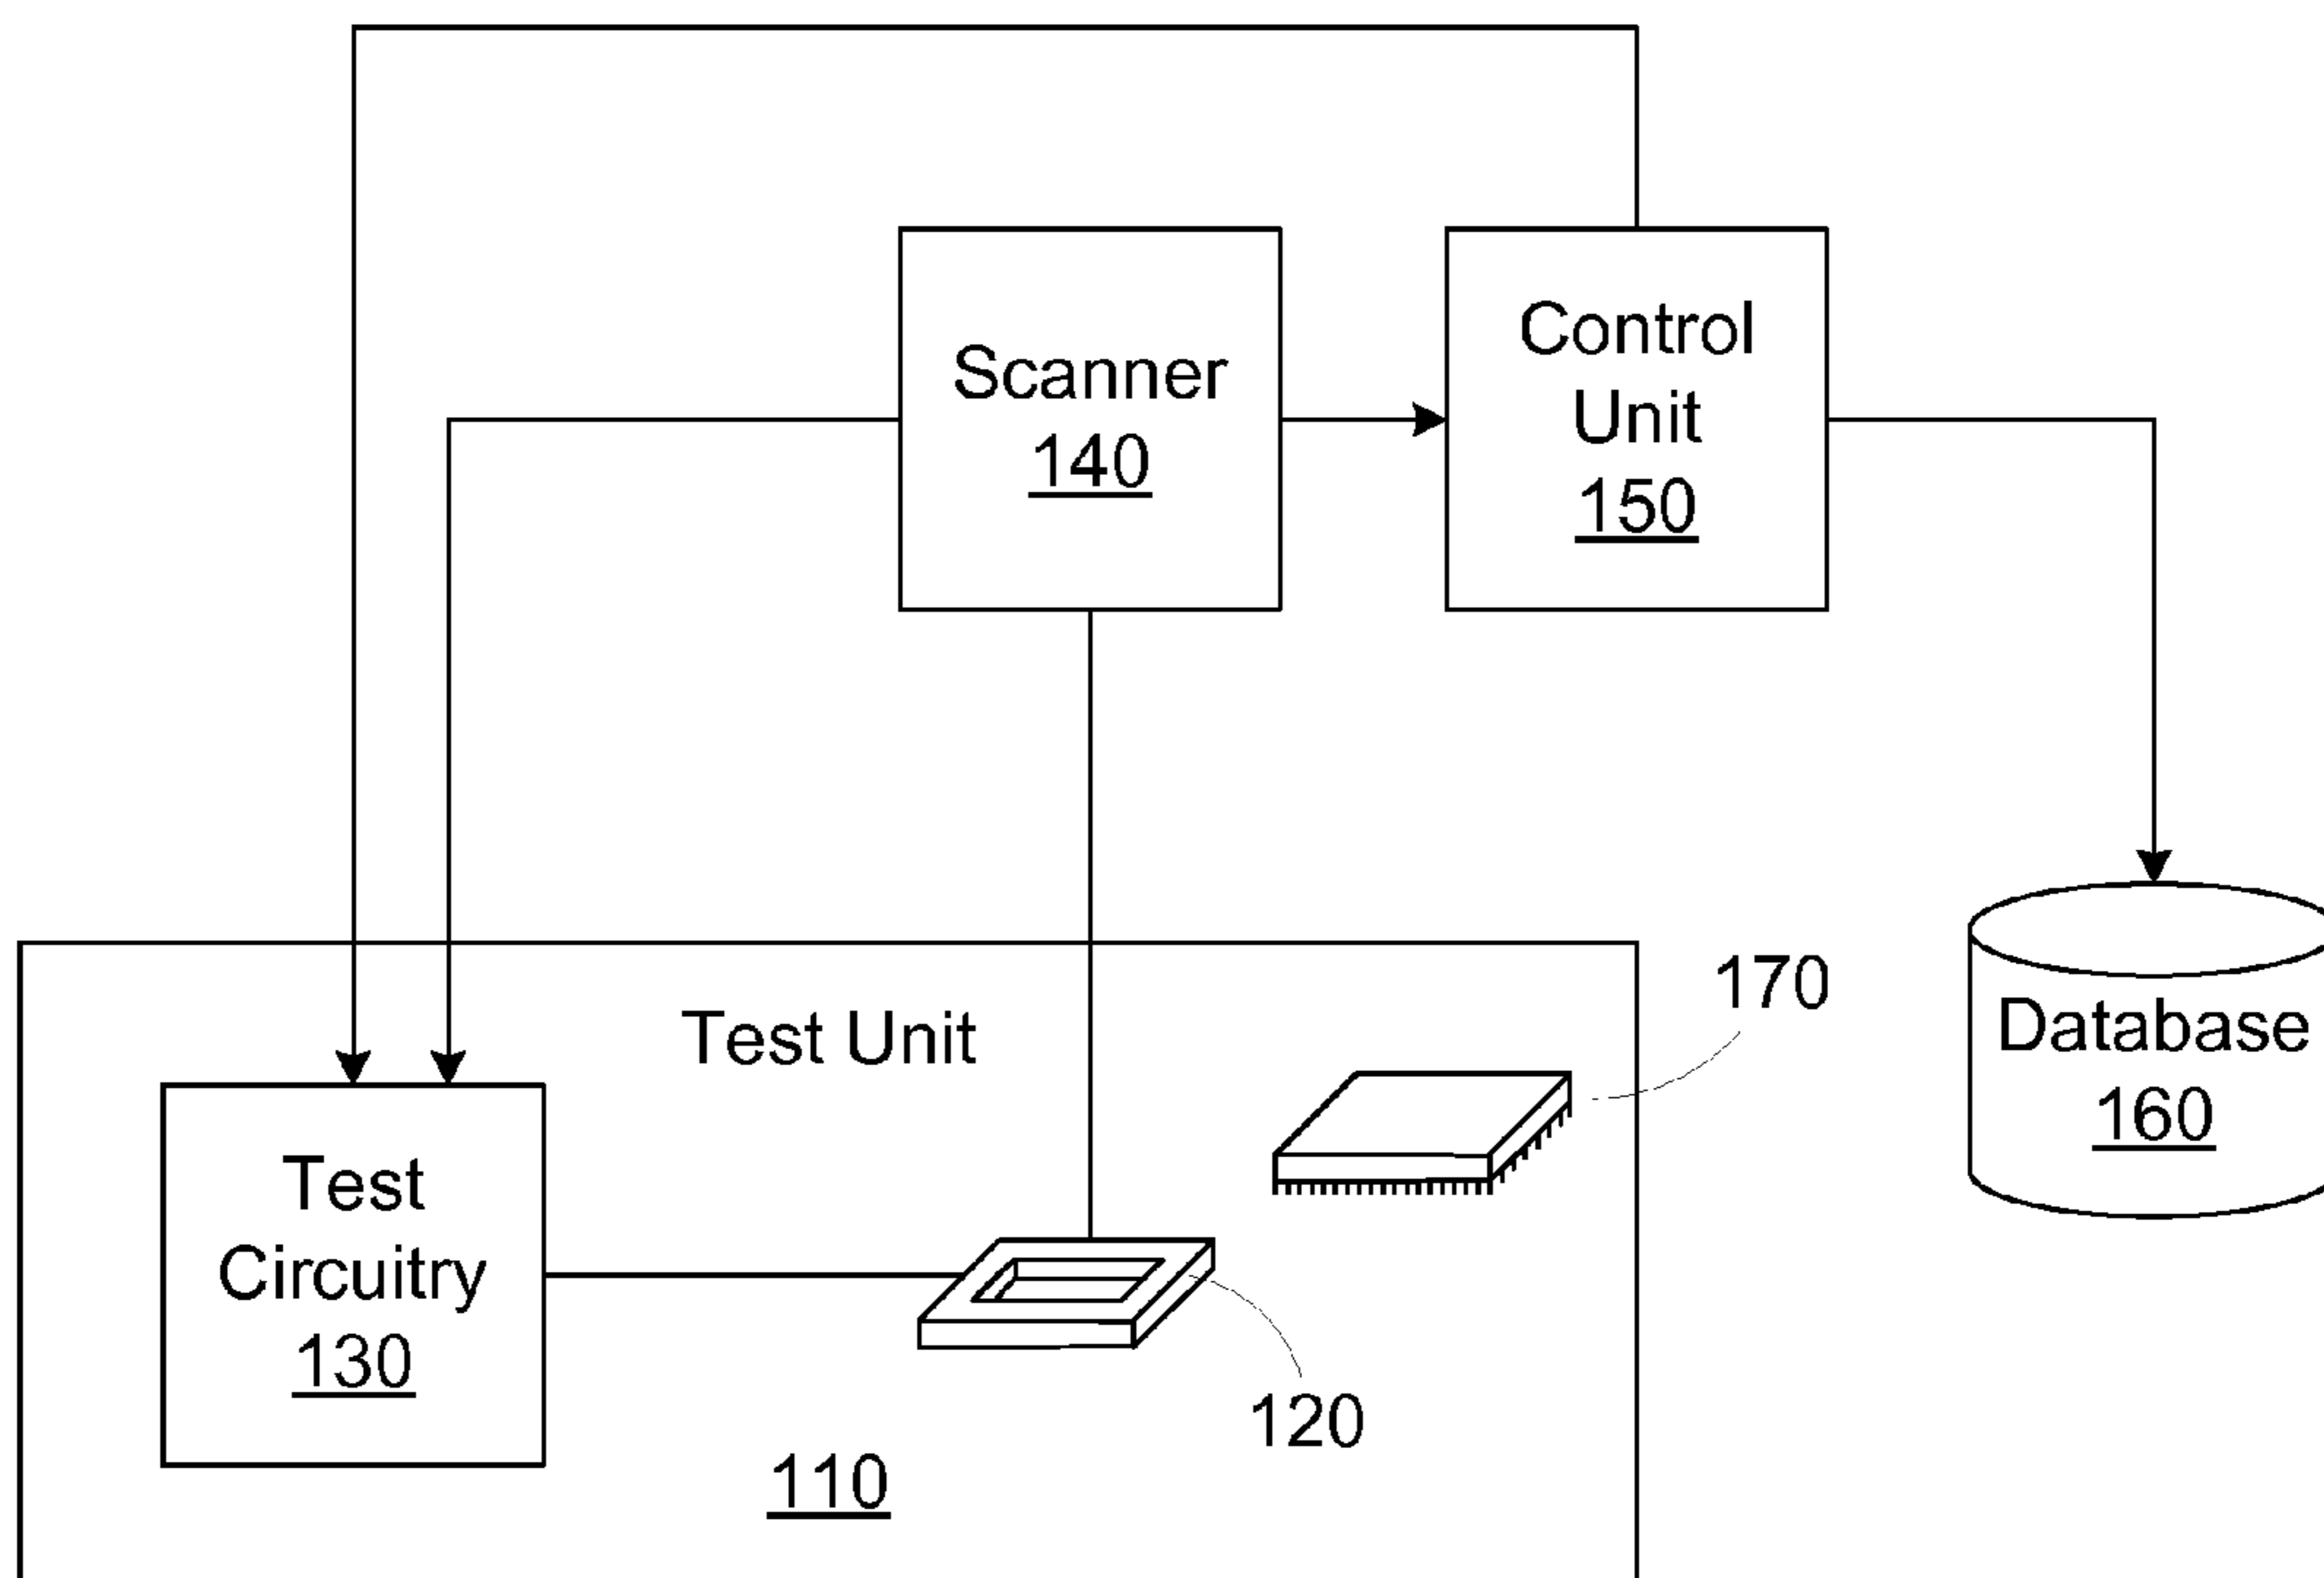 Scanner
140
Control
Unit
150
Test Unit
170
Database
160
Test
Circuitry
130
120
110